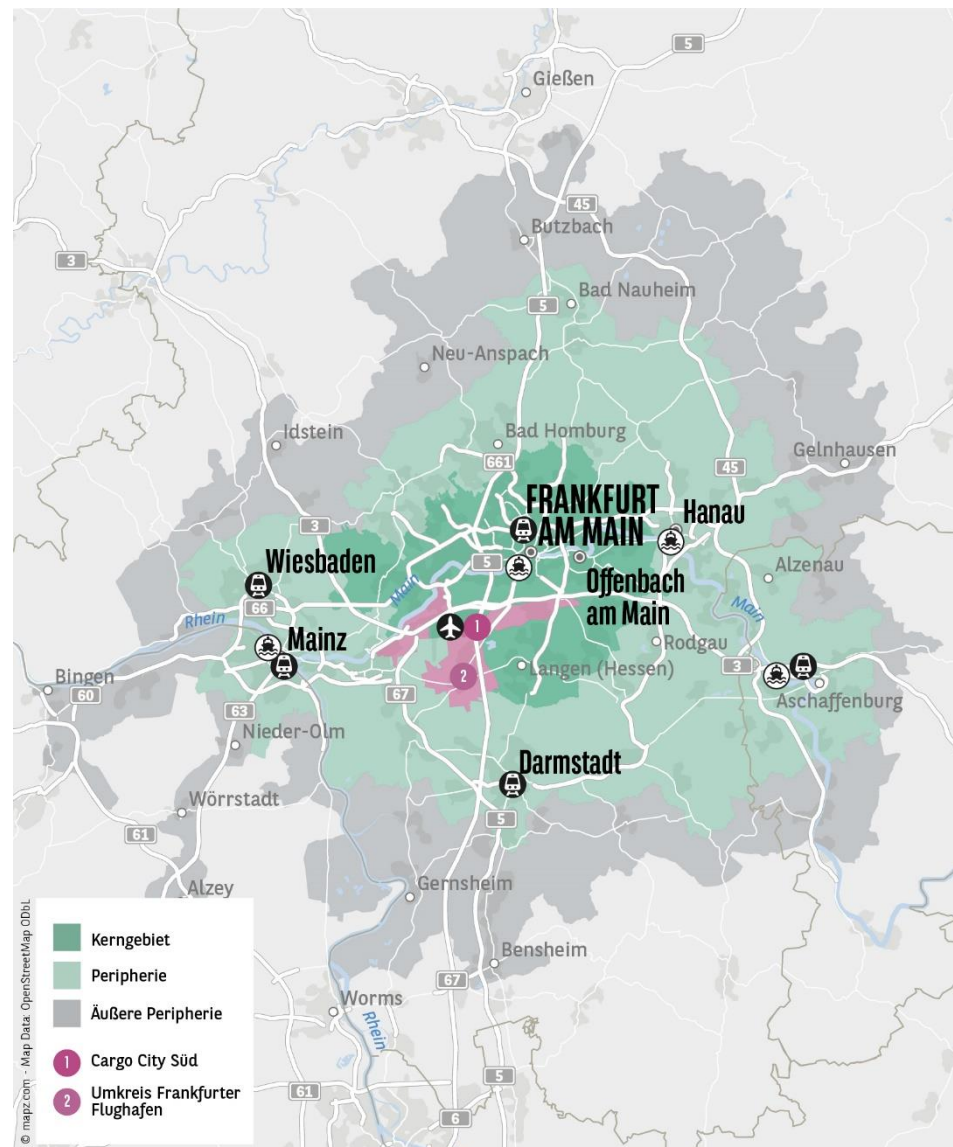 5
Gießen
45
Butzbach
3
Bad Nauheim
5
Neu-Anspach
Idstein
Bad Homburg
Gelnhausen
661
45
3
FRANKFURT
AM MAIN
Hanau
Wiesbaden
5
Main
Offenbach
am Main
Alzenau
Main
66
Rhein
Mainz
1
Rodgau
Langen (Hessen)
2
3
Bingen
60
67
63
Aschaffenburg
Nieder-Olm
Darmstadt
Wörrstadt
5
61
Gernsheim
Alzey
Bensheim
67
Worms
Rhein
5
61
6
Kerngebiet
Peripherie
Äußere Peripherie
1 Cargo City Süd
2 Umkreis Frankfurter
Flughafen
© mapz.com - Map Data: OpenStreetMap ODbL